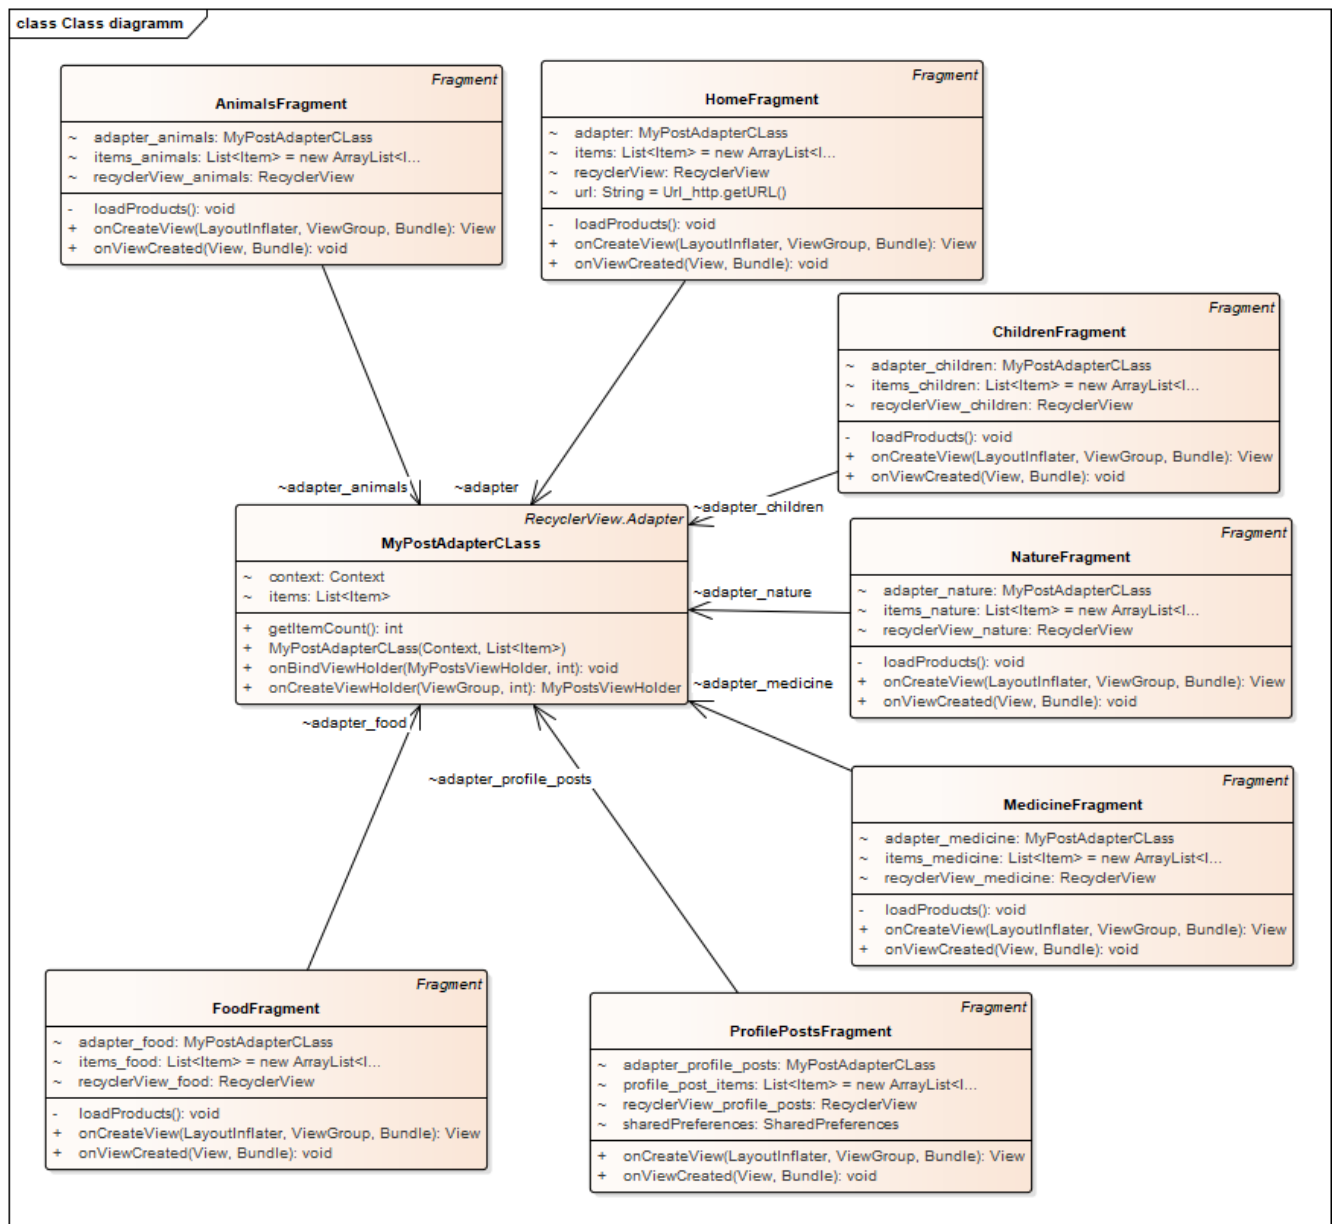 class Class diagramm
Fragment
AnimalsFragment
~ adapter_animals: MyPostAdapterCLass
~ items_animals: List<Item> = new ArrayList<I...
~ recyclerView_animals: RecyclerView
- loadProducts(): void
+ onCreateView(LayoutInflater, ViewGroup, Bundle): View
+ onViewCreated(View, Bundle): void
Fragment
HomeFragment
~ adapter: MyPostAdapterCLass
~ items: List<Item> = new ArrayList<I...
~ recyclerView: RecyclerView
~ url: String = Url_http.getURL()
- loadProducts(): void
+ onCreateView(LayoutInflater, ViewGroup, Bundle): View
+ onViewCreated(View, Bundle): void
Fragment
ChildrenFragment
~ adapter_children: MyPostAdapterCLass
~ items_children: List<Item> = new ArrayList<I...
~ recyclerView_children: RecyclerView
- loadProducts(): void
+ onCreateView(LayoutInflater, ViewGroup, Bundle): View
+ onViewCreated(View, Bundle): void
~adapter_animals
~adapter
~adapter_children
RecyclerView.Adapter
MyPostAdapterCLass
~ context: Context
~ items: List<Item>
+ getItemCount(): int
+ MyPostAdapterCLass(Context, List<Item>)
+ onBindViewHolder(MyPostsViewHolder, int): void
+ onCreateViewHolder(ViewGroup, int): MyPostsViewHolder
~adapter_nature
Fragment
NatureFragment
~ adapter_nature: MyPostAdapterCLass
~ items_nature: List<Item> = new ArrayList<I...
~ recyclerView_nature: RecyclerView
- loadProducts(): void
+ onCreateView(LayoutInflater, ViewGroup, Bundle): View
+ onViewCreated(View, Bundle): void
~adapter_medicine
~adapter_food
~adapter_profile_posts
Fragment
MedicineFragment
~ adapter_medicine: MyPostAdapterCLass
~ items_medicine: List<Item> = new ArrayList<I...
~ recyclerView_medicine: RecyclerView
- loadProducts(): void
+ onCreateView(LayoutInflater, ViewGroup, Bundle): View
+ onViewCreated(View, Bundle): void
Fragment
FoodFragment
~ adapter_food: MyPostAdapterCLass
~ items_food: List<Item> = new ArrayList<I...
~ recyclerView_food: RecyclerView
- loadProducts(): void
+ onCreateView(LayoutInflater, ViewGroup, Bundle): View
+ onViewCreated(View, Bundle): void
Fragment
ProfilePostsFragment
~ adapter_profile_posts: MyPostAdapterCLass
~ profile_post_items: List<Item> = new ArrayList<I...
~ recyclerView_profile_posts: RecyclerView
~ sharedPreferences: SharedPreferences
+ onCreateView(LayoutInflater, ViewGroup, Bundle): View
+ onViewCreated(View, Bundle): void